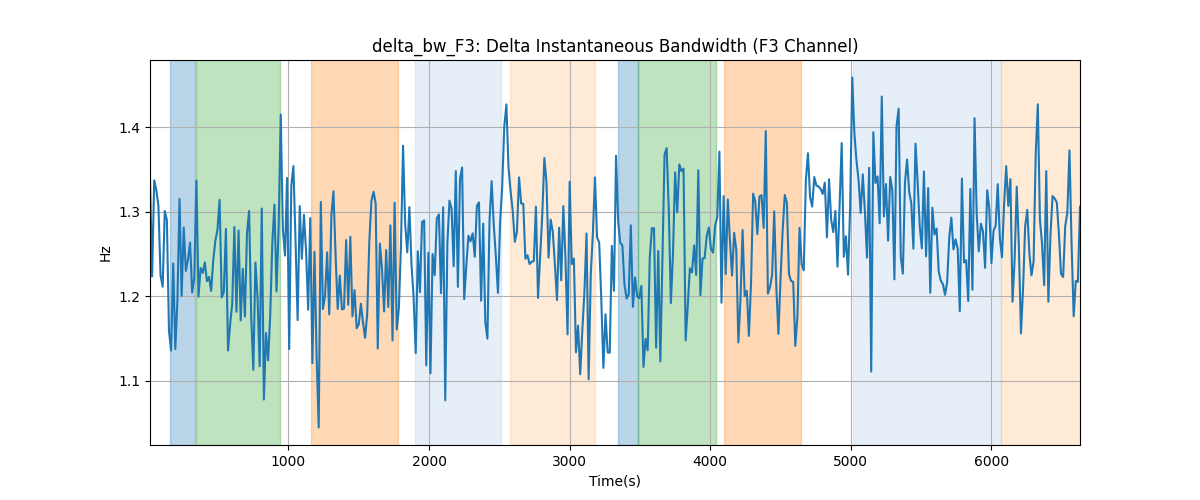 delta_bw_F3: Delta Instantaneous Bandwidth (F3 Channel)
Hz
1.4
1.3
1.2
1.1
1000 2000 3000 4000 5000 6000
Time(s)